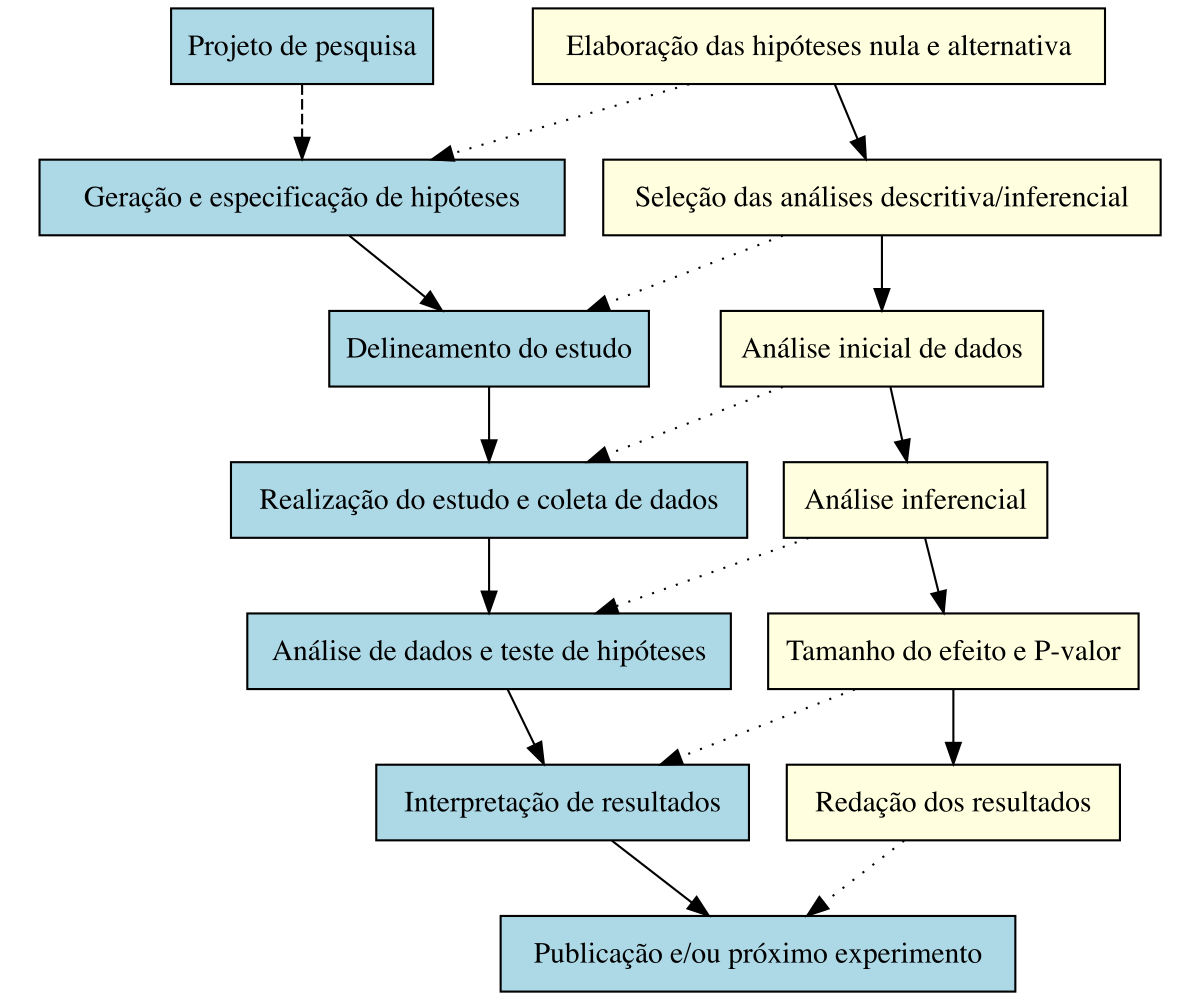 Projeto de pesquisa
Elaboração das hipóteses nula e alternativa
Geração e especificação de hipóteses
Seleção das análises descritiva/inferencial
Delineamento do estudo
Análise inicial de dados
Realização do estudo e coleta de dados
Análise inferencial
Análise de dados e teste de hipóteses
Tamanho do efeito e P-valor
Interpretação de resultados
Redação dos resultados
Publicação e/ou próximo experimento